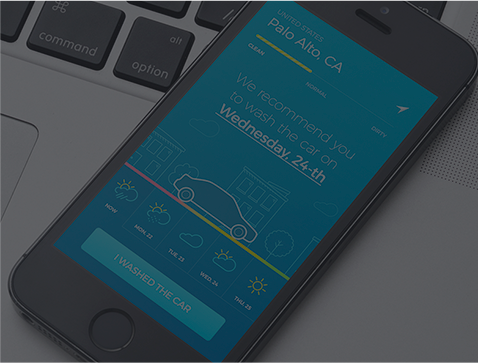 ⌘
command
alt
option
UNITED STATES
Palo Alto, CA
CLEAN
NORMAL
DIRTY
We recommend you
to wash the car on
Wednesday, 24-th
NOW
MON, 22
TUE, 23
WED, 24
THU, 25
I WASHED THE CAR